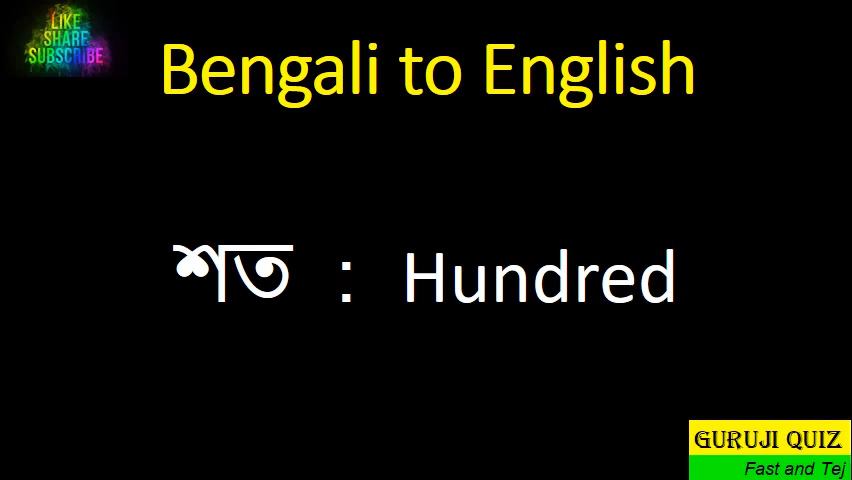 LIKE
SHARE
SUBSCRIBE
Bengali to English
শত : Hundred
GURUJI QUIZ
Fast and Tej